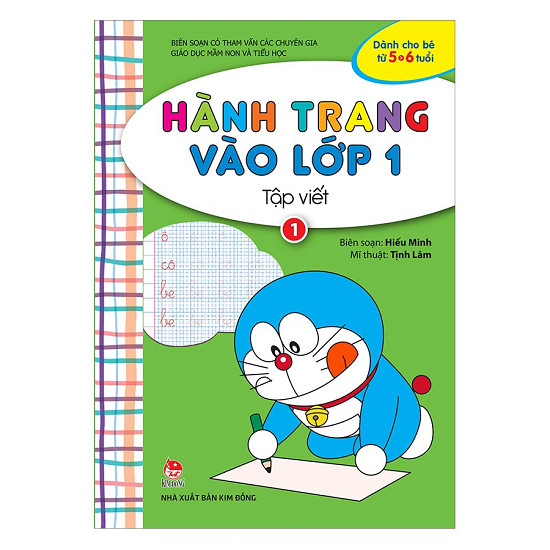 BIÊN SOẠN CÓ THAM VẤN CÁC CHUYÊN GIA
GIÁO DỤC MẦM NON VÀ TIỂU HỌC
Dành cho bé
từ 5-6 tuổi
HÀNH TRANG
VÀO LỚP 1
Tập viết
1
Biên soạn: Hiếu Minh
Mĩ thuật: Tịnh Lâm
ô
cô
be
bé
KIM ĐỒNG
NHÀ XUẤT BẢN KIM ĐỒNG